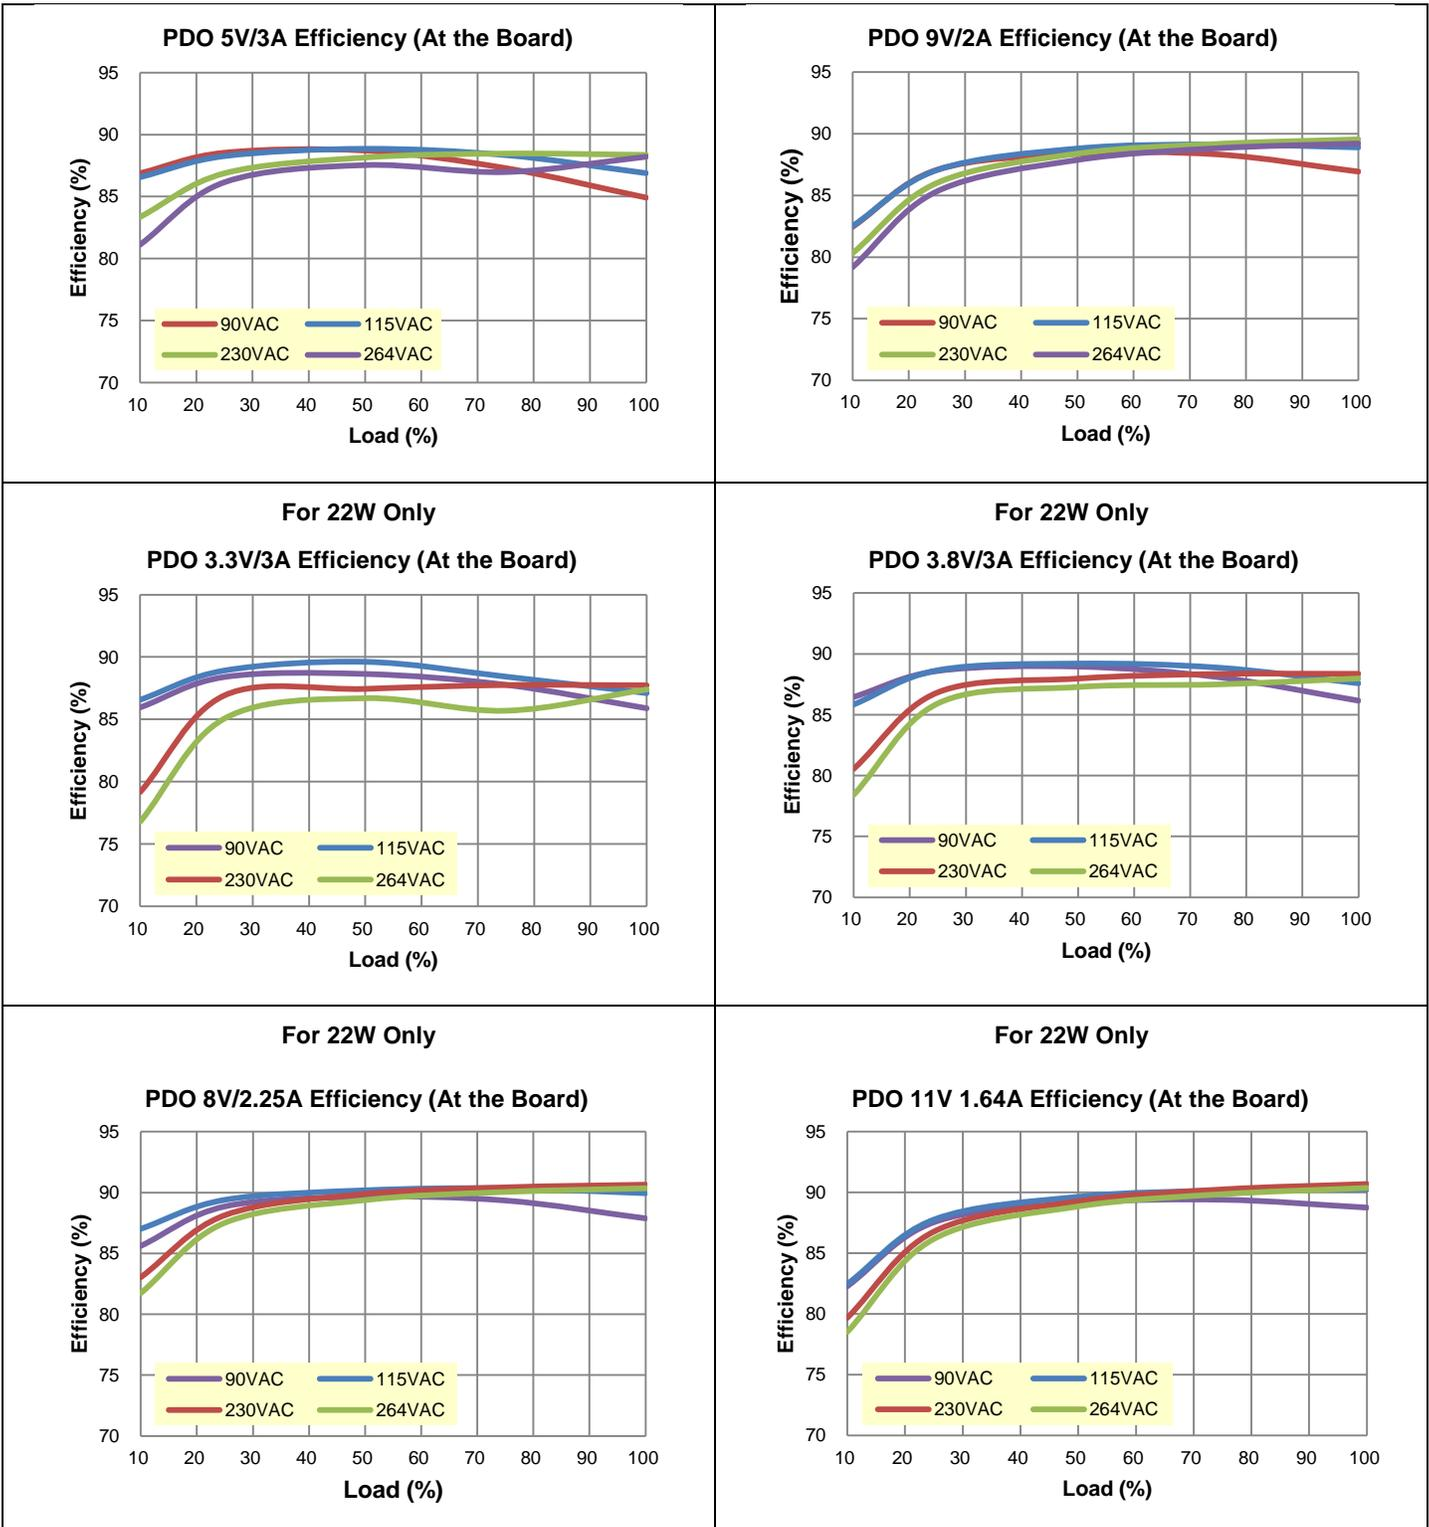 PDO 5V/3A Efficiency (At the Board)
95
90
85
80
75
70
Efficiency (%)
90VAC 115VAC
230VAC 264VAC
10 20 30 40 50 60 70 80 90 100
Load (%)
PDO 9V/2A Efficiency (At the Board)
95
90
85
80
75
70
Efficiency (%)
90VAC 115VAC
230VAC 264VAC
10 20 30 40 50 60 70 80 90 100
Load (%)
For 22W Only
PDO 3.3V/3A Efficiency (At the Board)
95
90
85
80
75
70
Efficiency (%)
90VAC 115VAC
230VAC 264VAC
10 20 30 40 50 60 70 80 90 100
Load (%)
For 22W Only
PDO 3.8V/3A Efficiency (At the Board)
95
90
85
80
75
70
Efficiency (%)
90VAC 115VAC
230VAC 264VAC
10 20 30 40 50 60 70 80 90 100
Load (%)
For 22W Only
PDO 8V/2.25A Efficiency (At the Board)
95
90
85
80
75
70
Efficiency (%)
90VAC 115VAC
230VAC 264VAC
10 20 30 40 50 60 70 80 90 100
Load (%)
For 22W Only
PDO 11V 1.64A Efficiency (At the Board)
95
90
85
80
75
70
Efficiency (%)
90VAC 115VAC
230VAC 264VAC
10 20 30 40 50 60 70 80 90 100
Load (%)